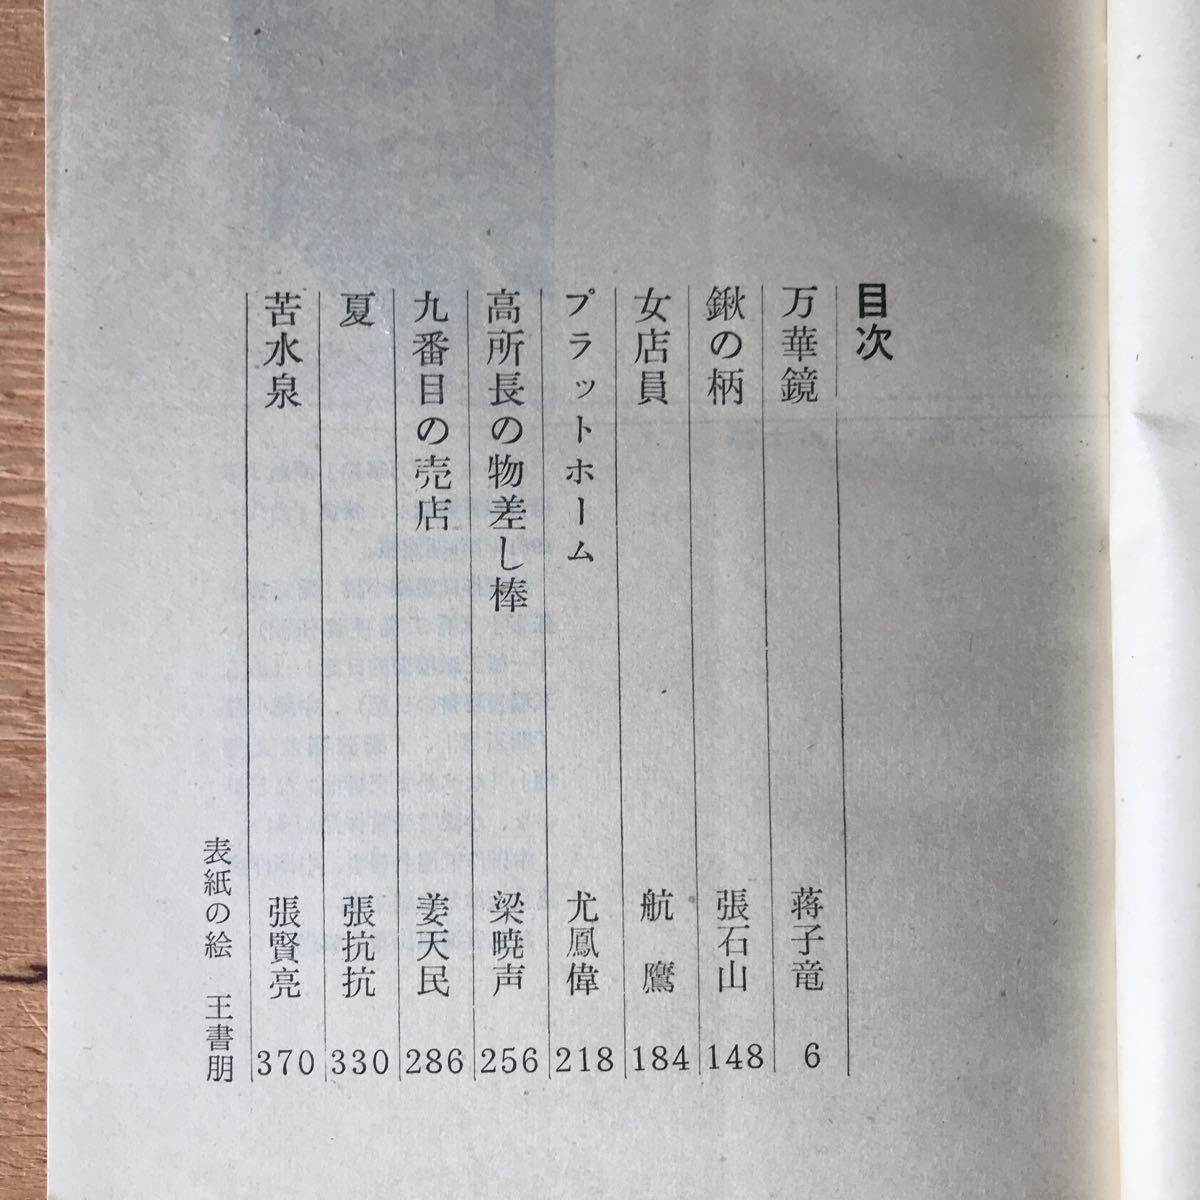 目次
万華鏡 蒋子竜 6
鍬の柄 張石山 148
女店員 航 鷹 184
プラットホーム 尤鳳偉 218
高所長の物差し棒 梁暁声 256
九番目の売店 姜天民 286
夏 張抗抗 330
苦水泉 張賢亮 370
表紙の絵 王書朋